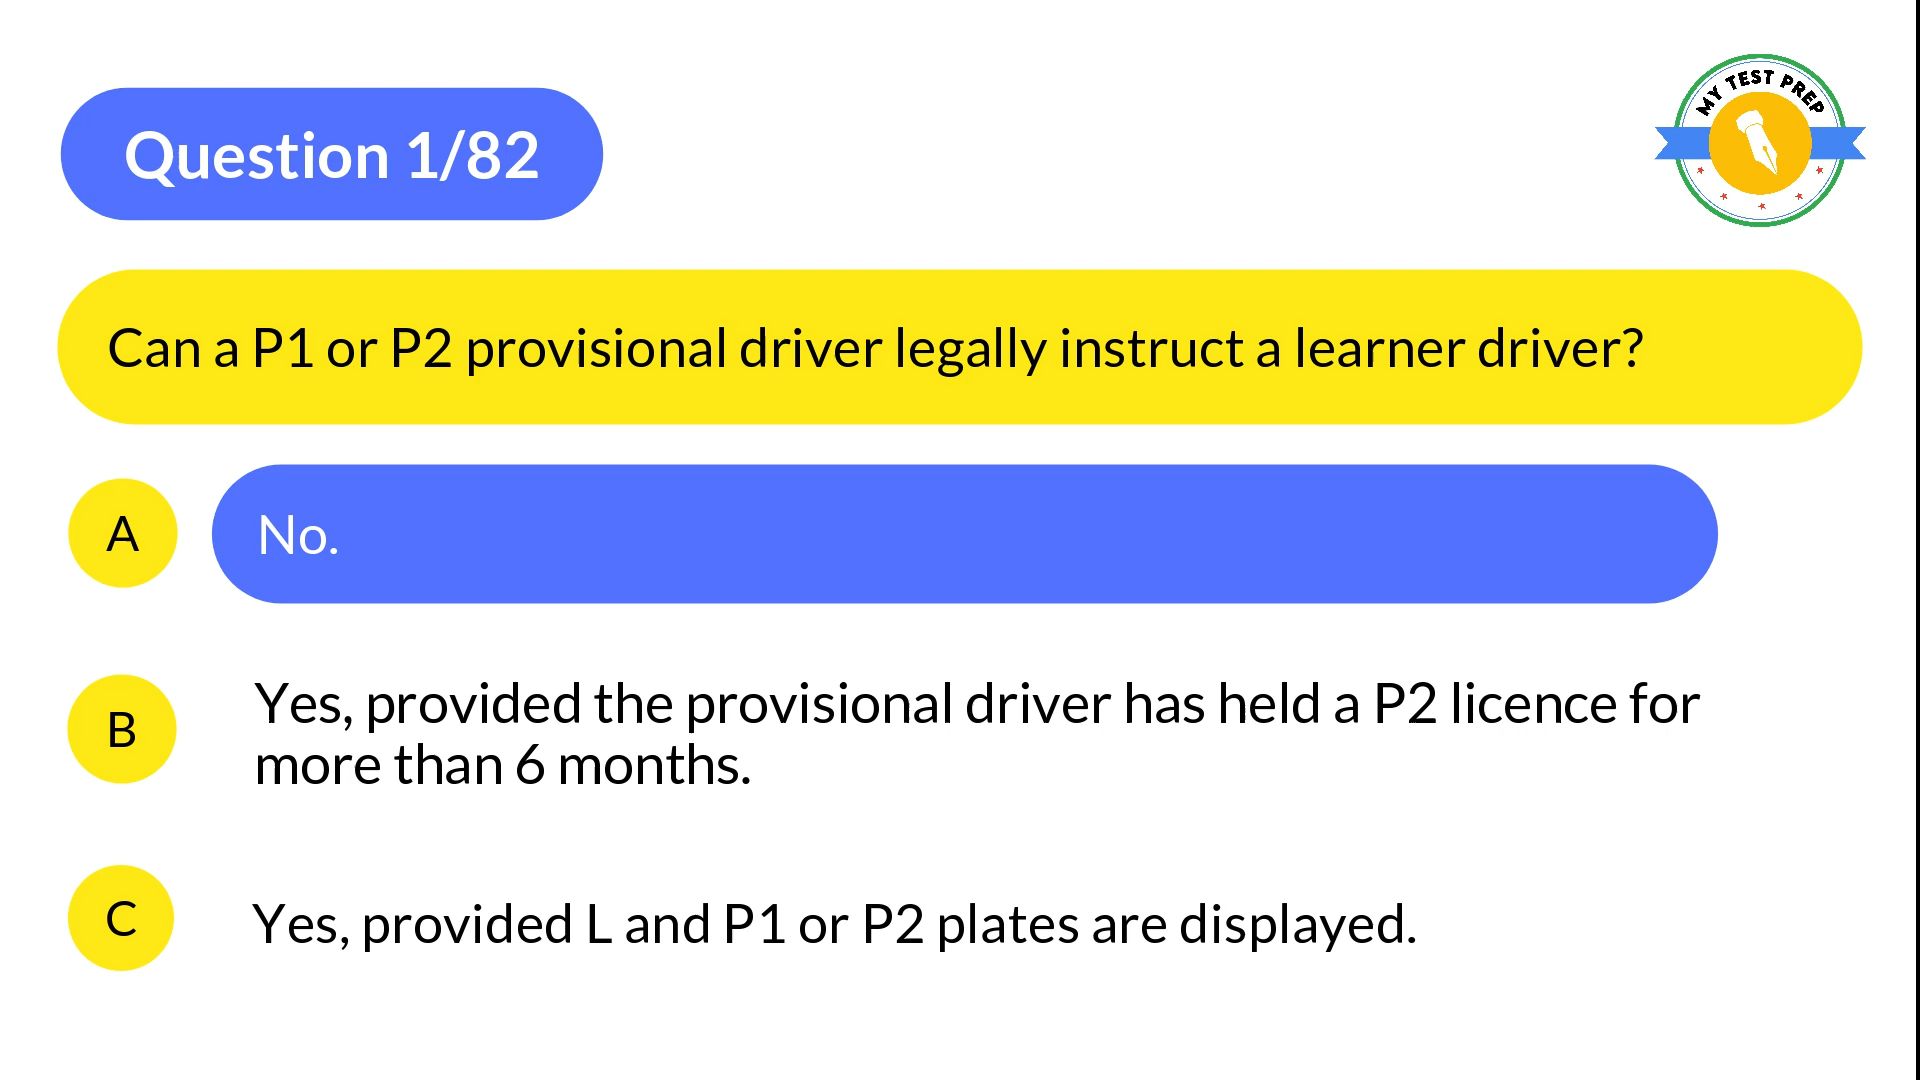 MY TEST PREP
Question 1/82
Can a P1 or P2 provisional driver legally instruct a learner driver?
A
No.
B
Yes, provided the provisional driver has held a P2 licence for
more than 6 months.
C
Yes, provided L and P1 or P2 plates are displayed.